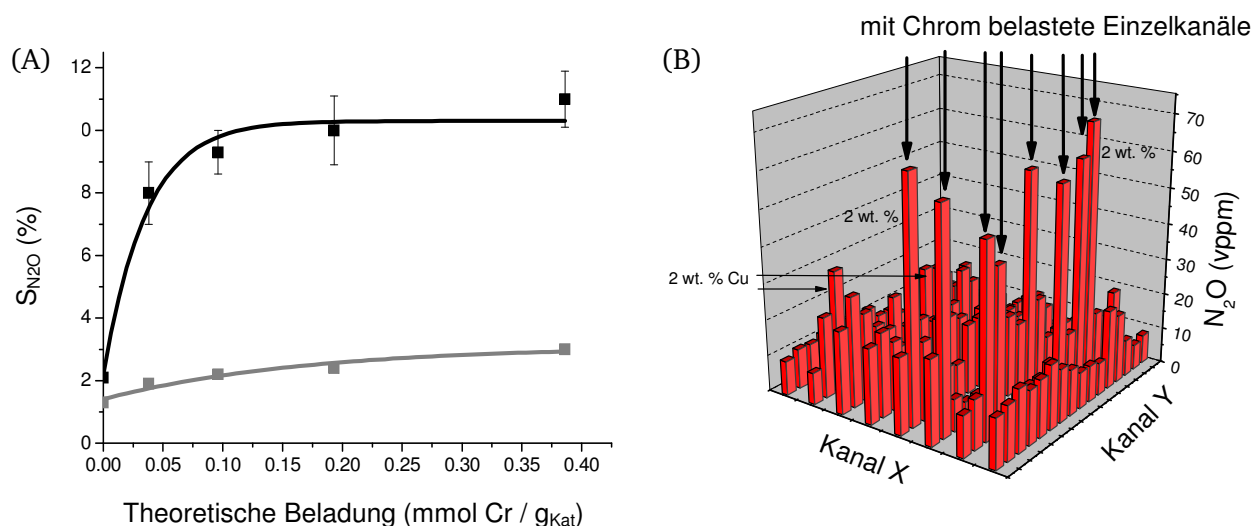 (A)
12
0
8
6
4
2
0
S_N2O (%)
0.00 0.05 0.10 0.15 0.20 0.25 0.30 0.35 0.40
Theoretische Beladung (mmol Cr / g_Kat)
(B)
mit Chrom belastete Einzelkanäle
2 wt. %
2 wt. %
2 wt. % Cu
70
60
50
40
30
20
10
0
N₂O (vppm)
Kanal X
Kanal Y